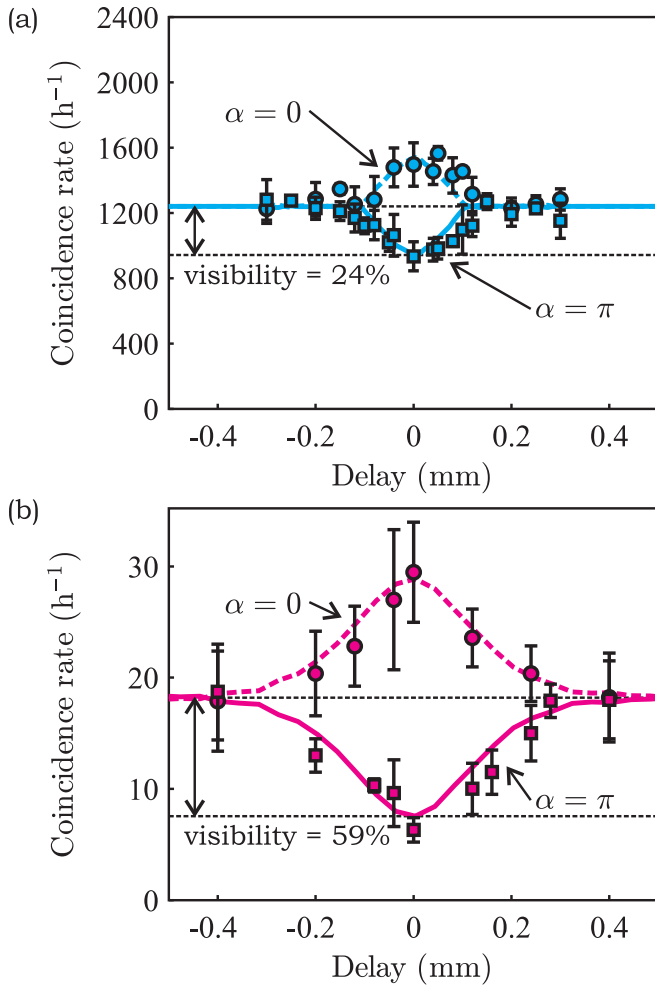 (a)
2400
2000
1600
1200
800
400
0
Coincidence rate (h⁻¹)
α = 0
visibility = 24%
α = π
-0.4 -0.2 0 0.2 0.4
Delay (mm)
(b)
30
20
10
0
Coincidence rate (h⁻¹)
α = 0
α = π
visibility = 59%
-0.4 -0.2 0 0.2 0.4
Delay (mm)